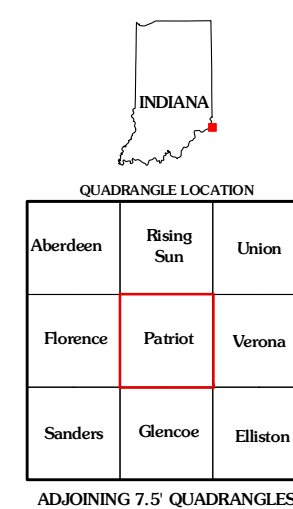 INDIANA
QUADRANGLE LOCATION
Aberdeen Rising Sun Union
Florence Patriot Verona
Sanders Glencoe Elliston
ADJOINING 7.5' QUADRANGLES